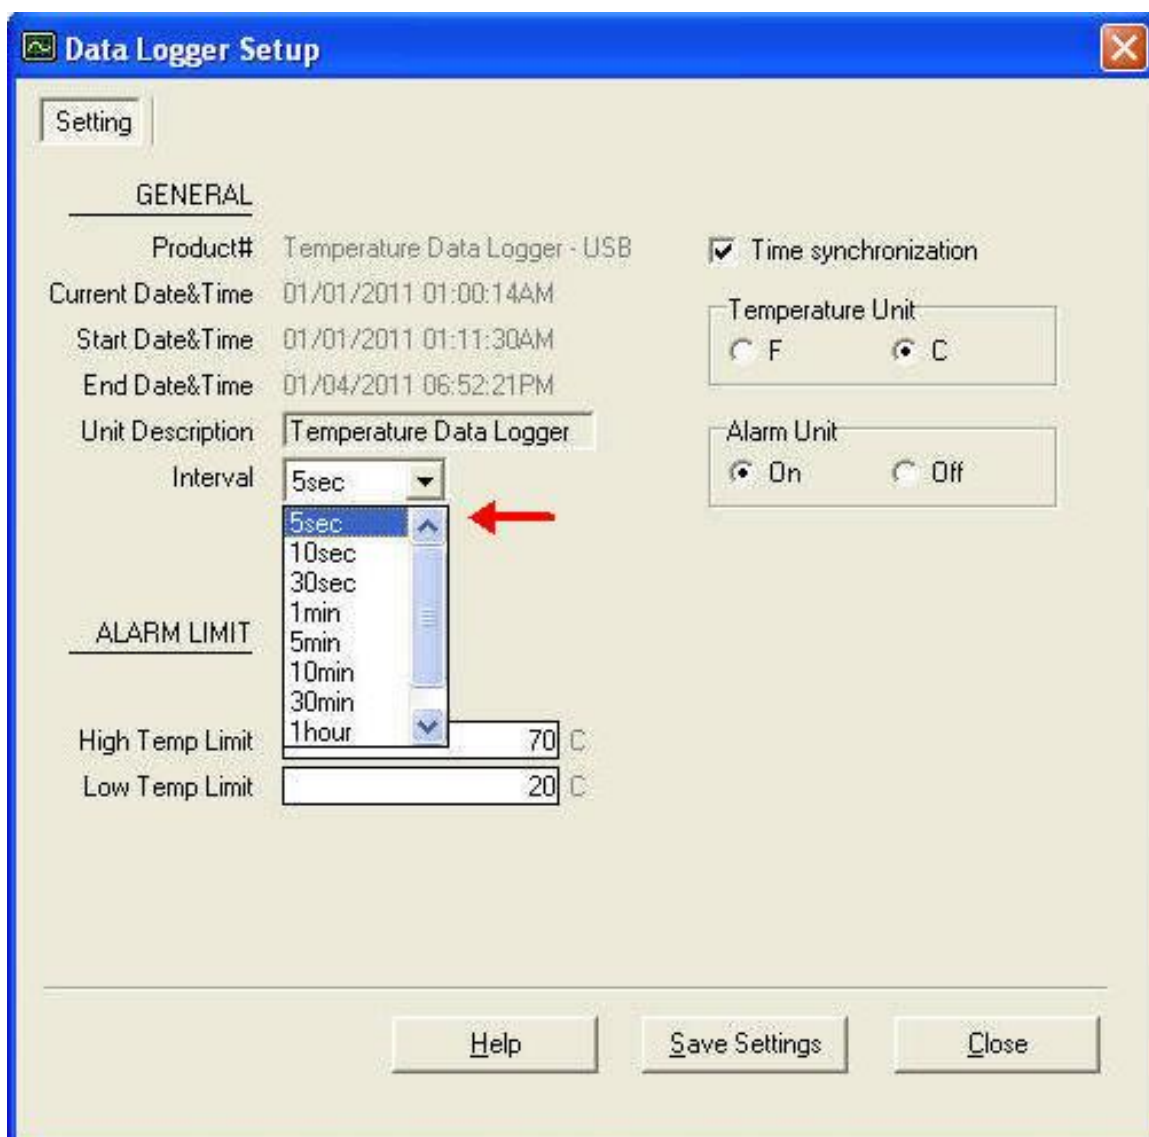 Data Logger Setup
Setting
GENERAL
Product# Temperature Data Logger - USB
Current Date&Time 01/01/2011 01:00:14AM
Start Date&Time 01/01/2011 01:11:30AM
End Date&Time 01/04/2011 06:52:21PM
Unit Description Temperature Data Logger
Interval 5sec
5sec
10sec
30sec
1min
5min
10min
30min
1hour
ALARM LIMIT
High Temp Limit 70 C
Low Temp Limit 20 C
Time synchronization
Temperature Unit
F C
Alarm Unit
On Off
Help Save Settings Close